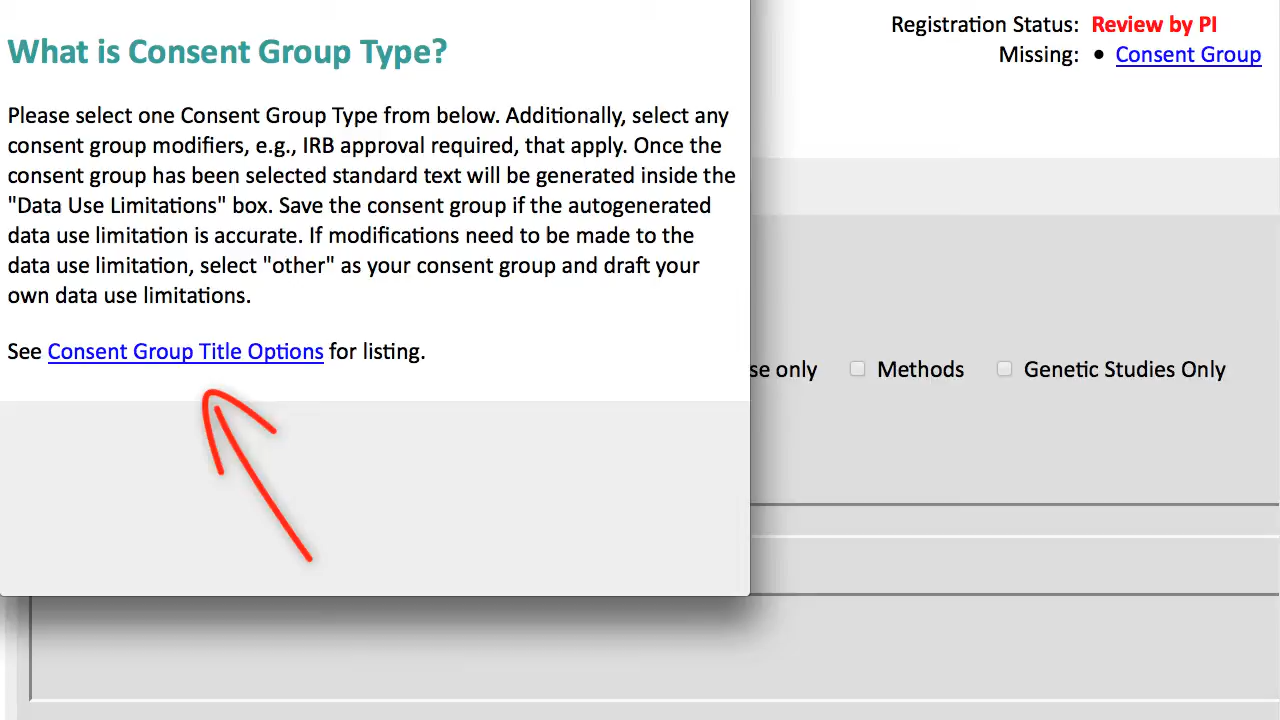 What is Consent Group Type?
Please select one Consent Group Type from below. Additionally, select any
consent group modifiers, e.g., IRB approval required, that apply. Once the
consent group has been selected standard text will be generated inside the
"Data Use Limitations" box. Save the consent group if the autogenerated
data use limitation is accurate. If modifications need to be made to the
data use limitation, select "other" as your consent group and draft your
own data use limitations.
See Consent Group Title Options for listing.
Registration Status: Review by PI
Missing: • Consent Group
only Methods Genetic Studies Only